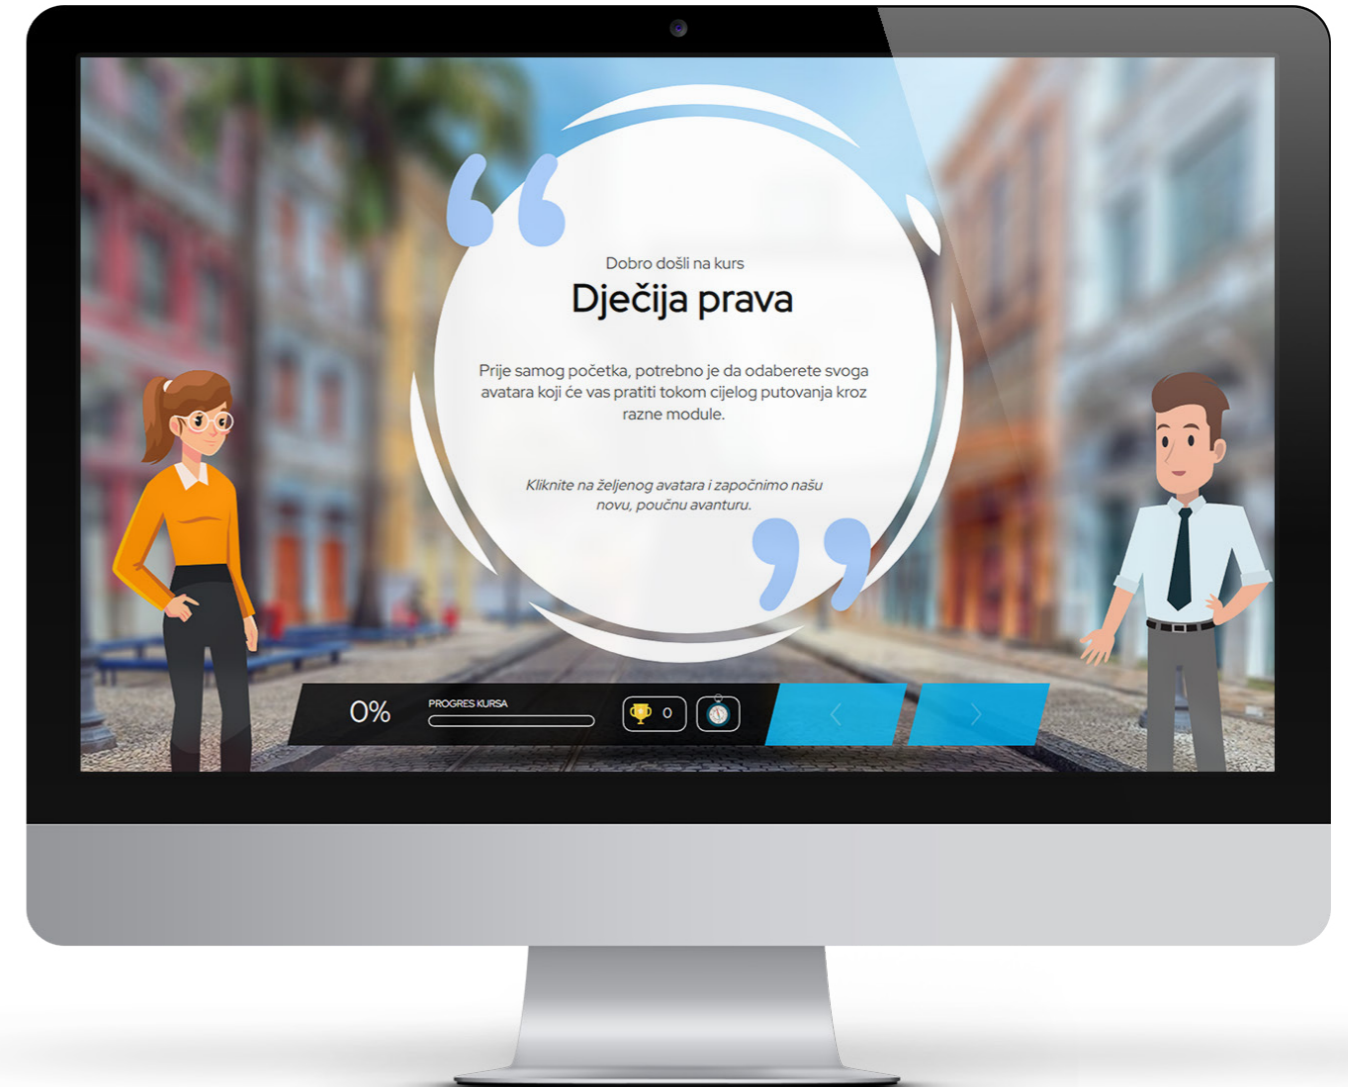 Dobro došli na kurs
Dječija prava
Prije samog početka, potrebno je da odaberete svoga
avatara koji će vas pratiti tokom cijelog putovanja kroz
razne module.
Kliknite na željenog avatara i započnimo našu
novu, poučnu avanturu.
0%
PROGRES KURSA
0